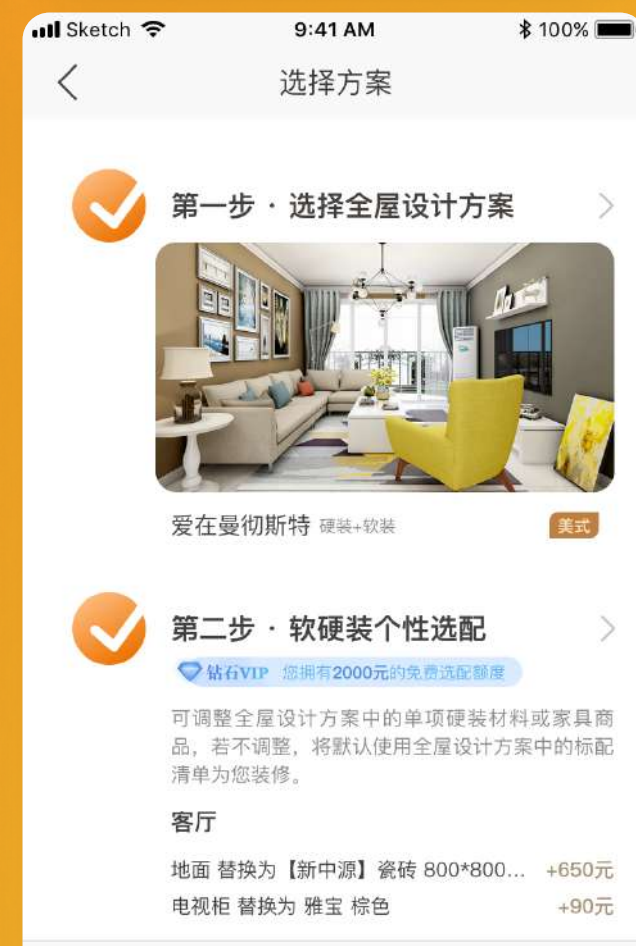 Sketch 9:41 AM 100%
选择方案
第一步 · 选择全屋设计方案
爱在曼彻斯特 硬装+软装 美式
第二步 · 软硬装个性选配
钻石VIP 您拥有2000元的免费选配额度
可调整全屋设计方案中的单项硬装材料或家具商
品，若不调整，将默认使用全屋设计方案中的标配
清单为您装修。
客厅
地面 替换为【新中源】瓷砖 800*800... +650元
电视柜 替换为 雅宝 棕色 +90元